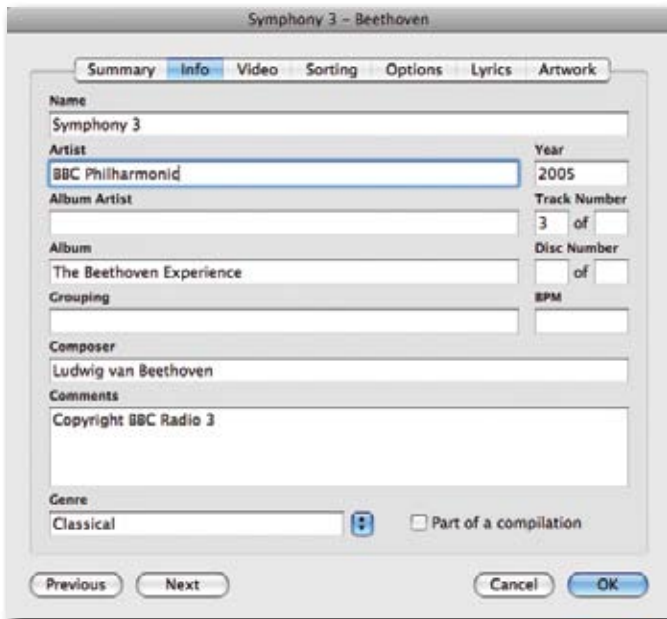 Symphony 3 – Beethoven
Summary Info Video Sorting Options Lyrics Artwork
Name
Symphony 3
Artist Year
BBC Philharmonic 2005
Album Artist Track Number
3 of
Album Disc Number
The Beethoven Experience of
Grouping BPM
Composer
Ludwig van Beethoven
Comments
Copyright BBC Radio 3
Genre
Classical Part of a compilation
Previous Next Cancel OK